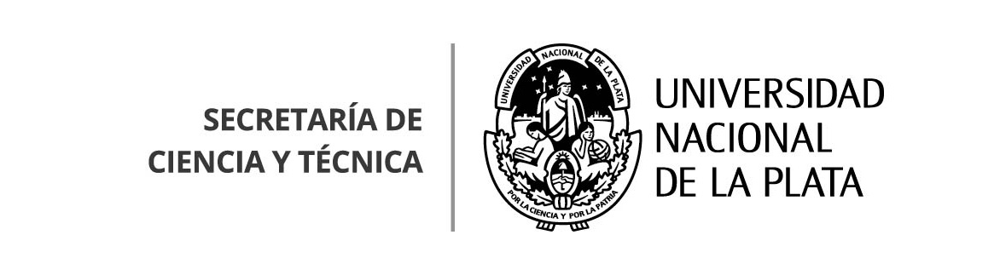 SECRETARÍA DE
CIENCIA Y TÉCNICA
UNIVERSIDAD NACIONAL DE LA PLATA
POR LA CIENCIA Y POR LA PATRIA
UNIVERSIDAD
NACIONAL
DE LA PLATA